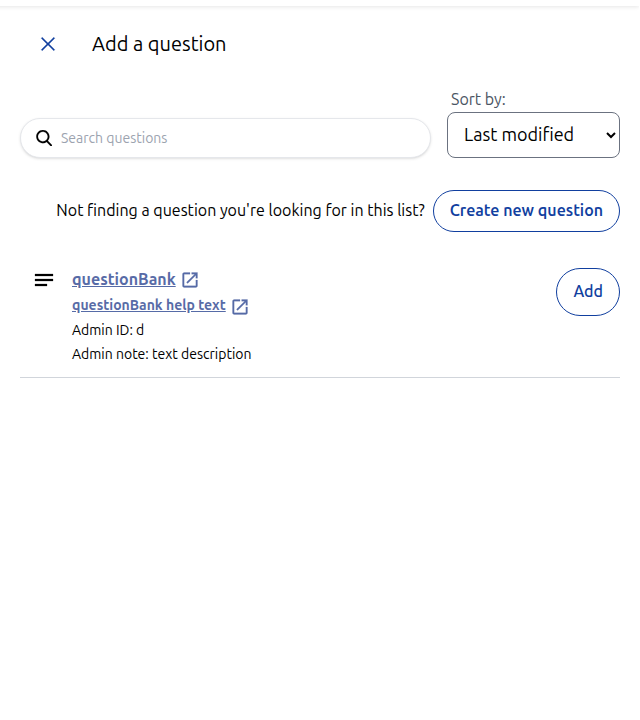 Add a question
Sort by:
Search questions
Last modified
Not finding a question you're looking for in this list?
Create new question
questionBank
Add
questionBank help text
Admin ID: d
Admin note: text description